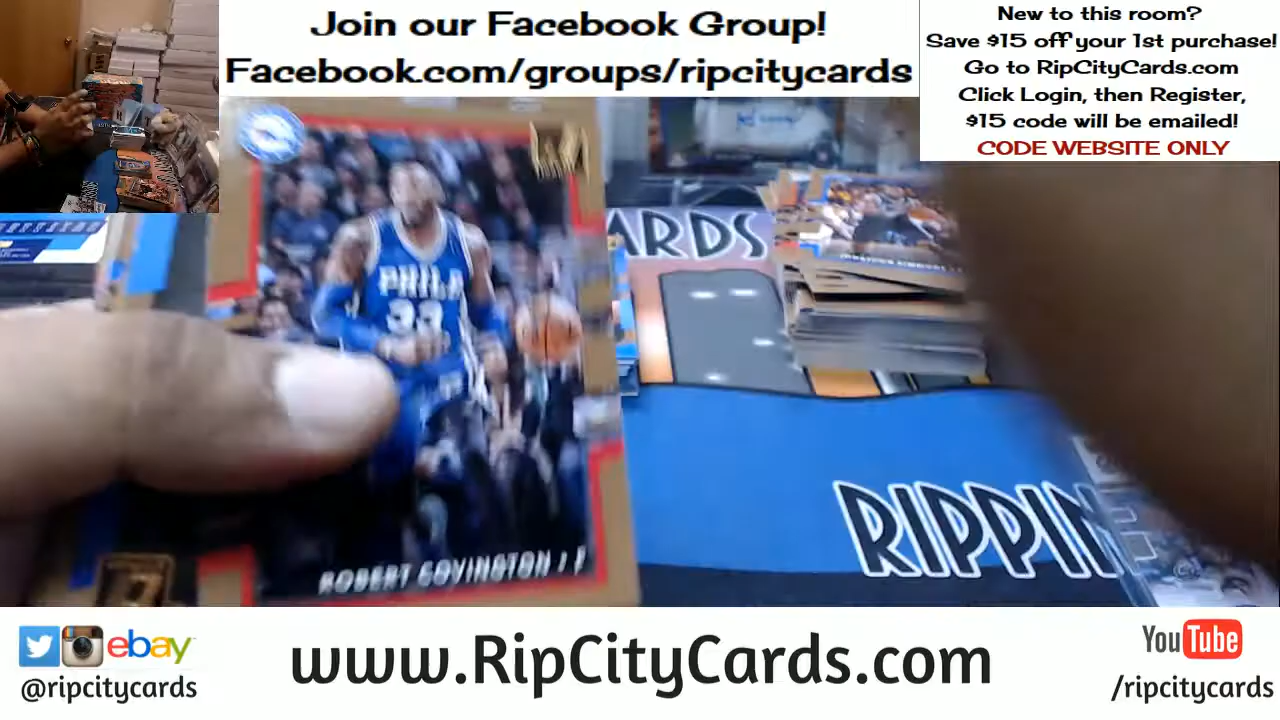 Join our Facebook Group!
Facebook.com/groups/ripcitycards
New to this room?
Save $15 off your 1st purchase!
Go to RipCityCards.com
Click Login, then Register,
$15 code will be emailed!
CODE WEBSITE ONLY
PHILA
33
ROBERT COVINGTON | F
ARDS
RIPPIN
ebay
@ripcitycards
www.RipCityCards.com
YouTube
/ripcitycards